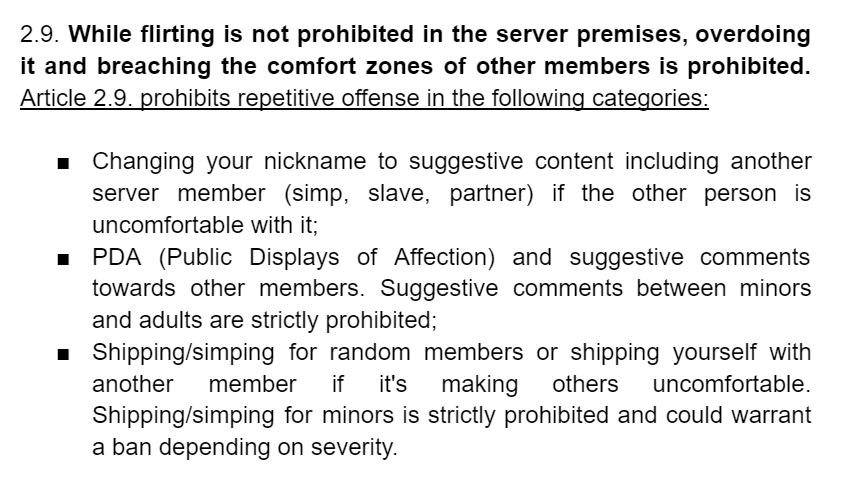 2.9. While flirting is not prohibited in the server premises, overdoing
it and breaching the comfort zones of other members is prohibited.
Article 2.9. prohibits repetitive offense in the following categories:
■ Changing your nickname to suggestive content including another
server member (simp, slave, partner) if the other person is
uncomfortable with it;
■ PDA (Public Displays of Affection) and suggestive comments
towards other members. Suggestive comments between minors
and adults are strictly prohibited;
■ Shipping/simping for random members or shipping yourself with
another member if it's making others uncomfortable.
Shipping/simping for minors is strictly prohibited and could warrant
a ban depending on severity.